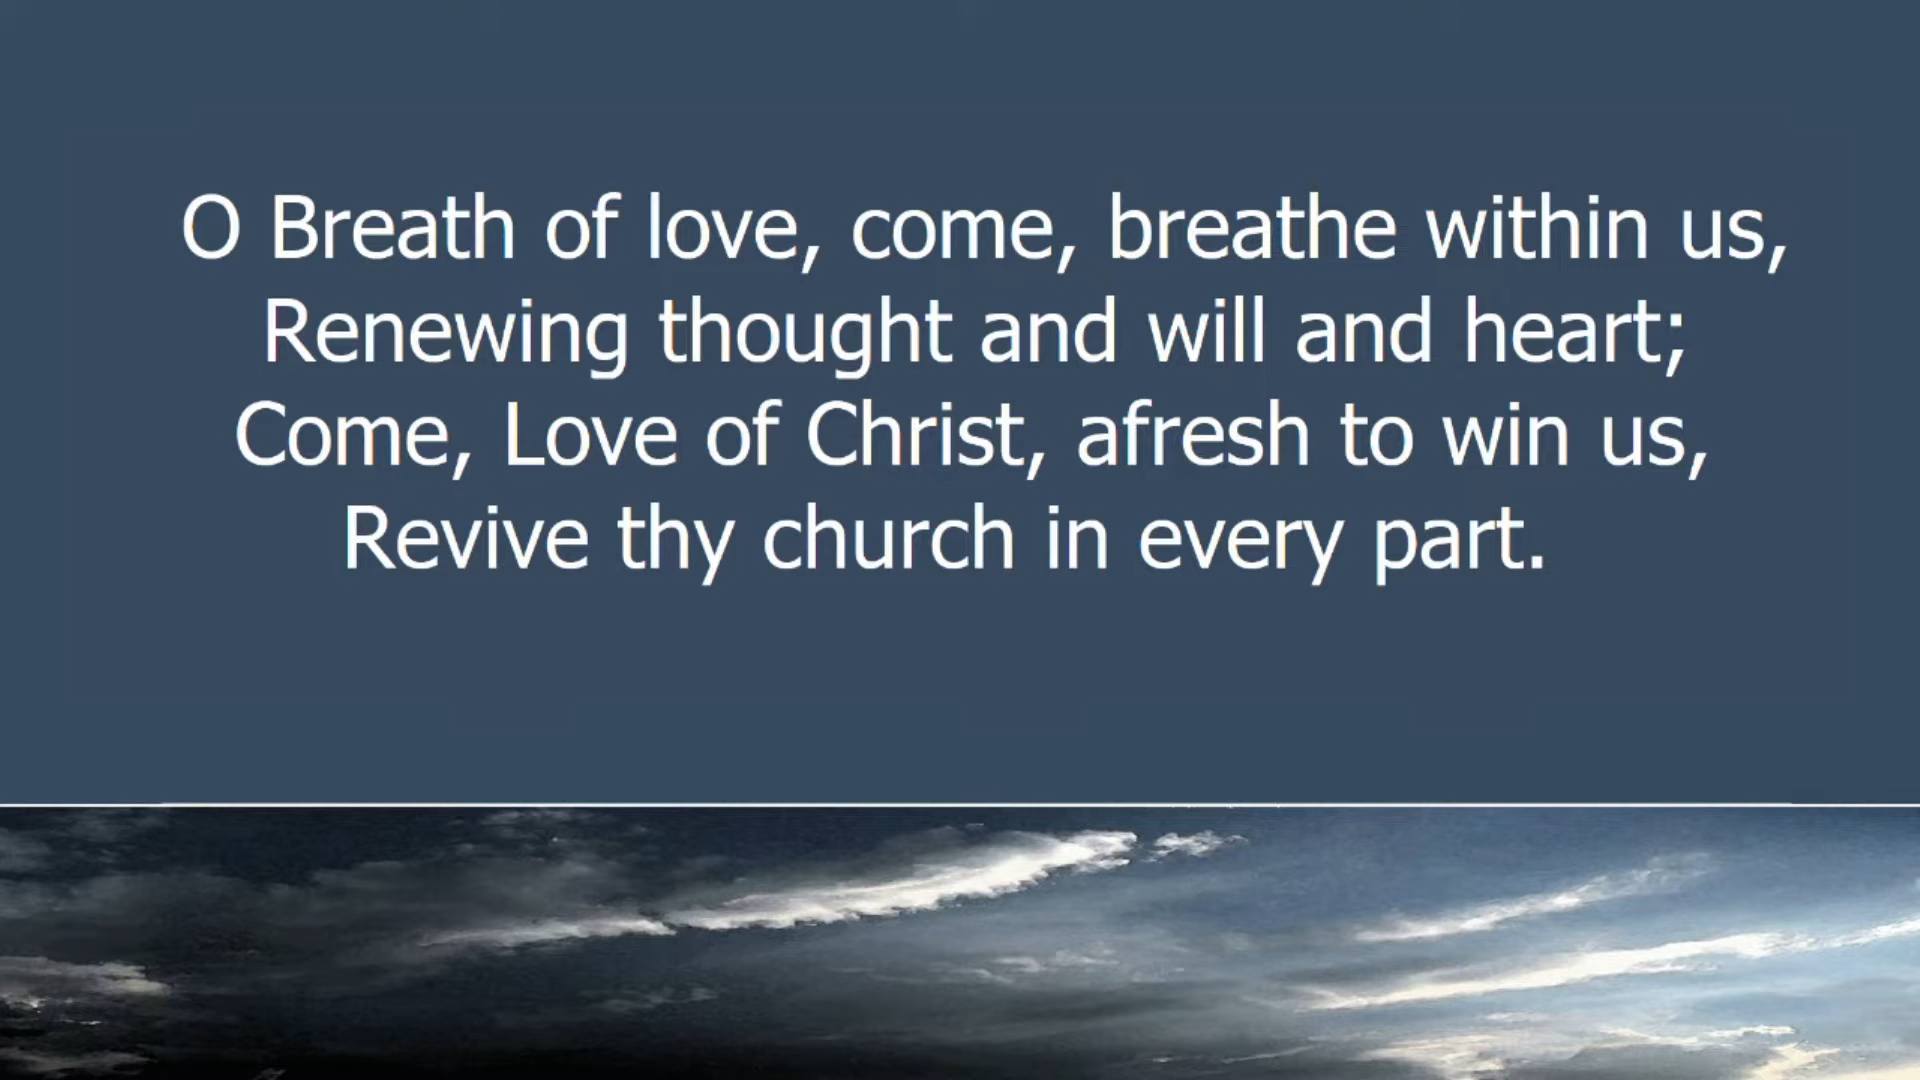 O Breath of love, come, breathe within us,
Renewing thought and will and heart;
Come, Love of Christ, afresh to win us,
Revive thy church in every part.